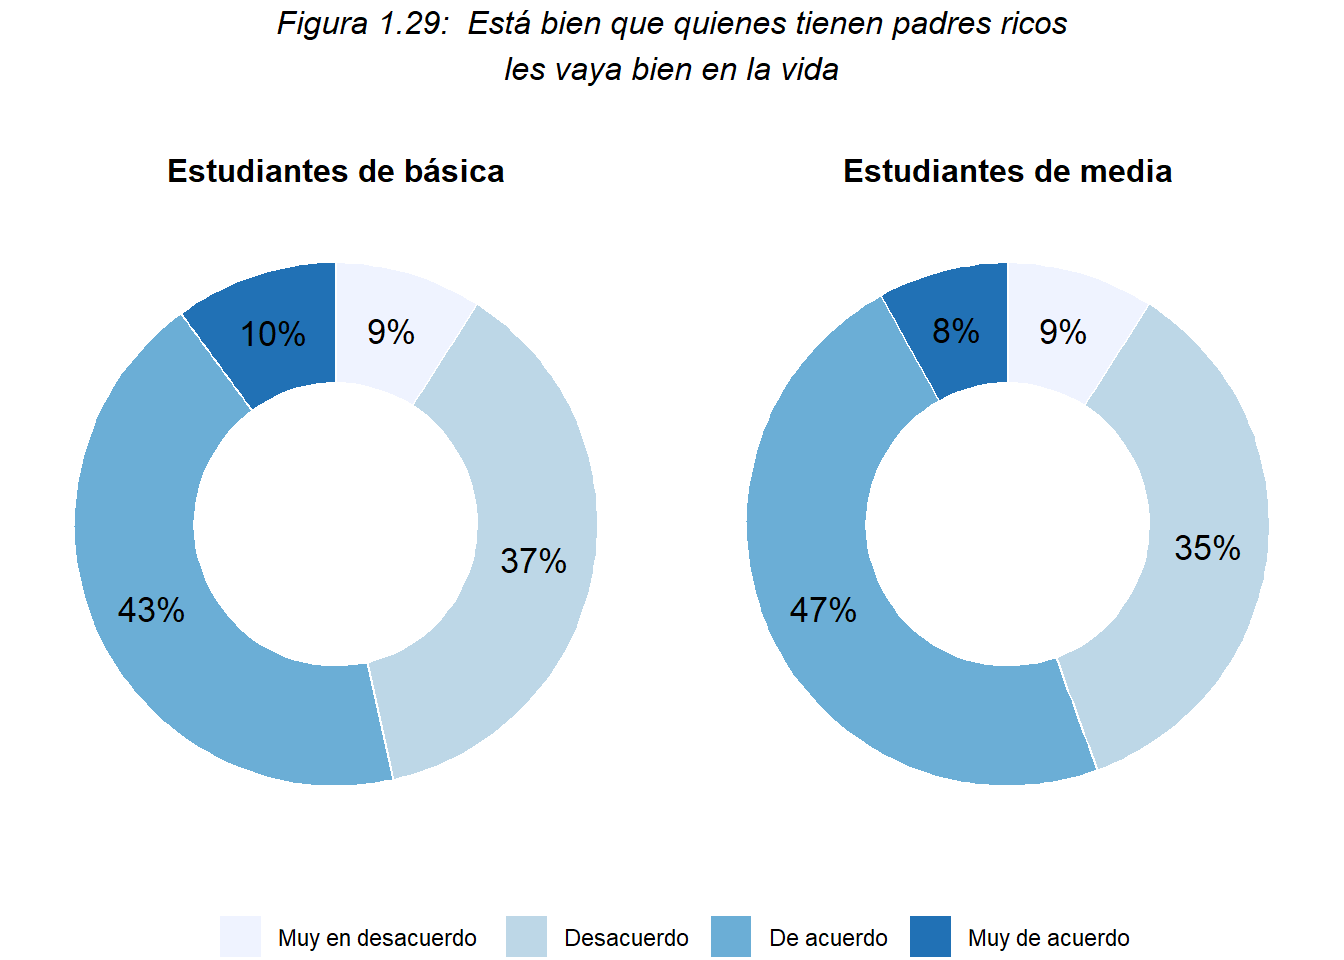 Figura 1.29:  Está bien que quienes tienen padres ricos
les vaya bien en la vida
Estudiantes de básica
10%
9%
37%
43%
Estudiantes de media
8%
9%
35%
47%
Muy en desacuerdo
Desacuerdo
De acuerdo
Muy de acuerdo